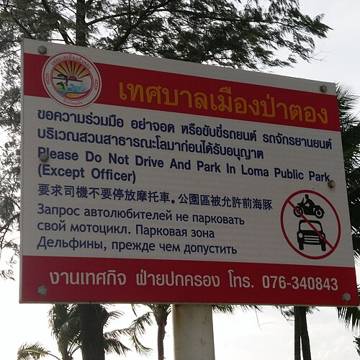 เทศบาลเมืองป่าตอง
ขอความร่วมมือ อย่าจอด หรือขับขี่รถยนต์ รถจักรยานยนต์
บริเวณสวนสาธารณะโลมาก่อนได้รับอนุญาต
Please Do Not Drive And Park In Loma Public Park
(Except Officer)
要求司機不要停放摩托車。公園區被允許前海豚
Запрос автолюбителей не парковать
свой мотоцикл. Парковая зона
Дельфины, прежде чем допустить
งานเทศกิจ ฝ่ายปกครอง โทร. 076-340843